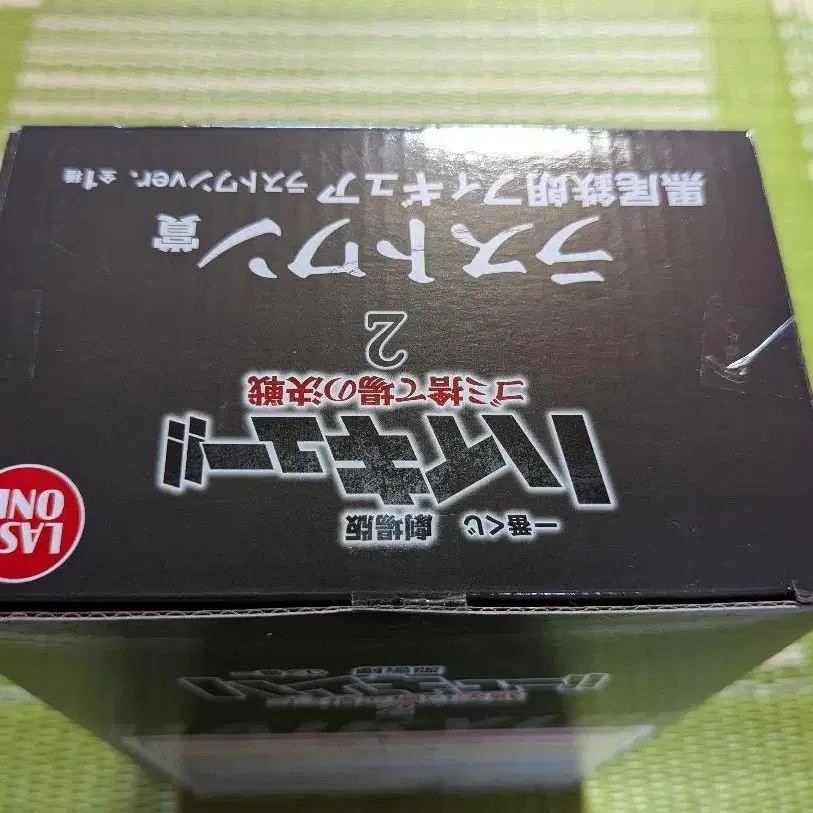 一番くじ 劇場版
ハイキュー!!
ゴミ捨て場の決戦
2
ラストワン賞
黒尾鉄朗フィギュア ラストワンver. 全1種
LAST
ONE